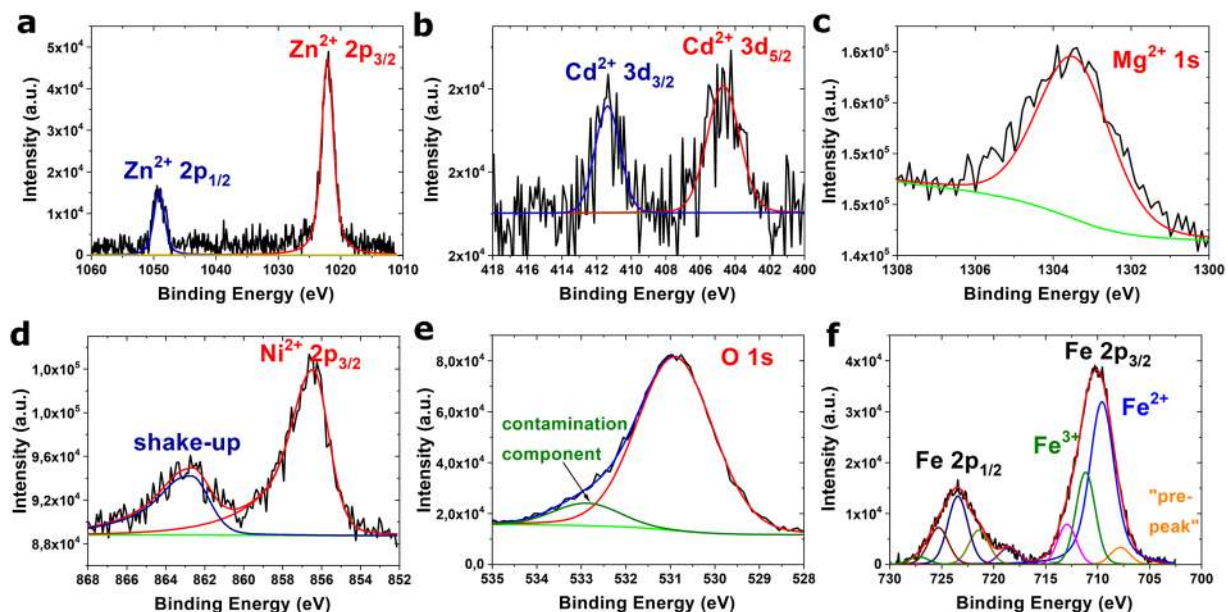 a
Zn²⁺ 2p₃/₂
Zn²⁺ 2p₁/₂
5x10⁴
4x10⁴
3x10⁴
2x10⁴
1x10⁴
0
Intensity (a.u.)
1060 1050 1040 1030 1020 1010
Binding Energy (eV)
b
Cd²⁺ 3d₅/₂
Cd²⁺ 3d₃/₂
2x10⁴
2x10⁴
2x10⁴
Intensity (a.u.)
418 416 414 412 410 408 406 404 402 400
Binding Energy (eV)
c
Mg²⁺ 1s
1.6x10⁵
1.6x10⁵
1.5x10⁵
1.5x10⁵
1.4x10⁵
Intensity (a.u.)
1308 1306 1304 1302 1300
Binding Energy (eV)
d
Ni²⁺ 2p₃/₂
shake-up
1,0x10⁵
1,0x10⁵
9,6x10⁴
9,2x10⁴
8,8x10⁴
Intensity (a.u.)
868 866 864 862 860 858 856 854 852
Binding Energy (eV)
e
O 1s
contamination
component
8,0x10⁴
6,0x10⁴
4,0x10⁴
2,0x10⁴
0,0
Intensity (a.u.)
535 534 533 532 531 530 529 528
Binding Energy (eV)
f
Fe 2p₃/₂
Fe²⁺
Fe³⁺
Fe 2p₁/₂
"pre-
peak"
4x10⁴
3x10⁴
2x10⁴
1x10⁴
0
Intensity (a.u.)
730 725 720 715 710 705 700
Binding Energy (eV)